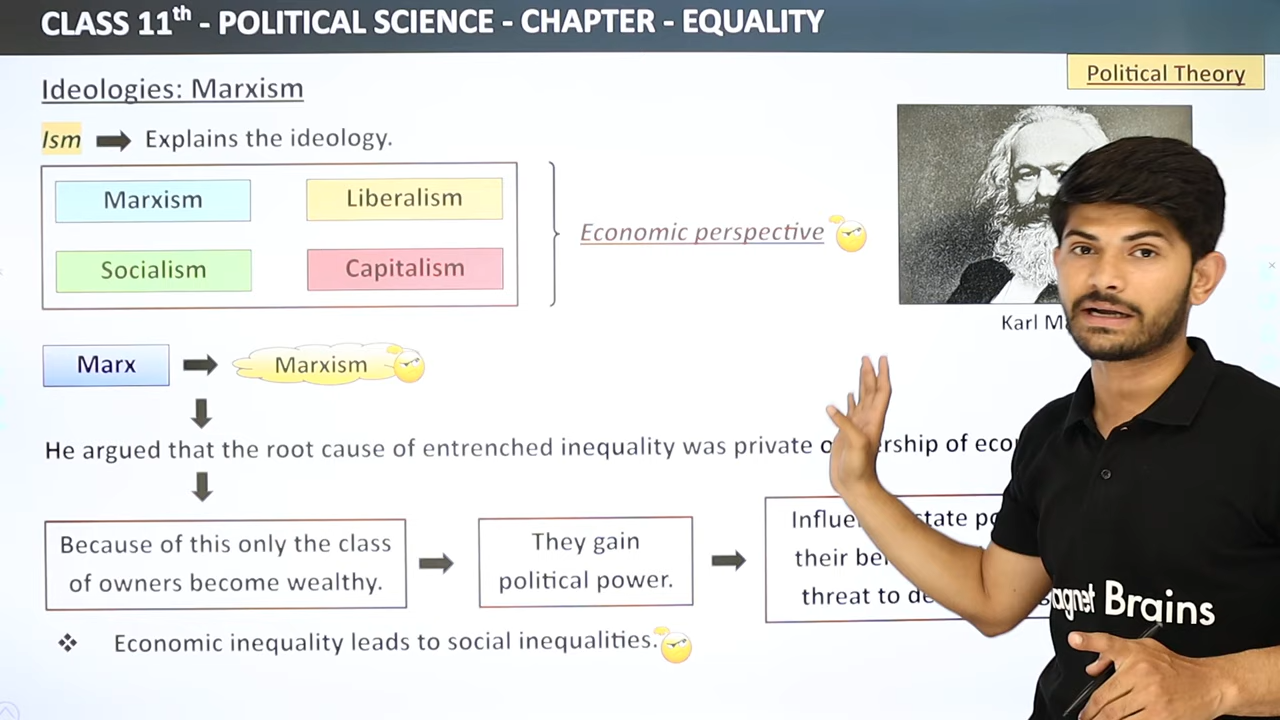 CLASS 11th - POLITICAL SCIENCE - CHAPTER - EQUALITY
Political Theory
Ideologies: Marxism
Ism Explains the ideology.
Marxism Liberalism
Economic perspective
Socialism Capitalism
Karl
Marx Marxism
He argued that the root cause of entrenched inequality was private of
Because of this only the class
of owners become wealthy.
They gain
political power.
their
threat to
Brains
Economic inequality leads to social inequalities.